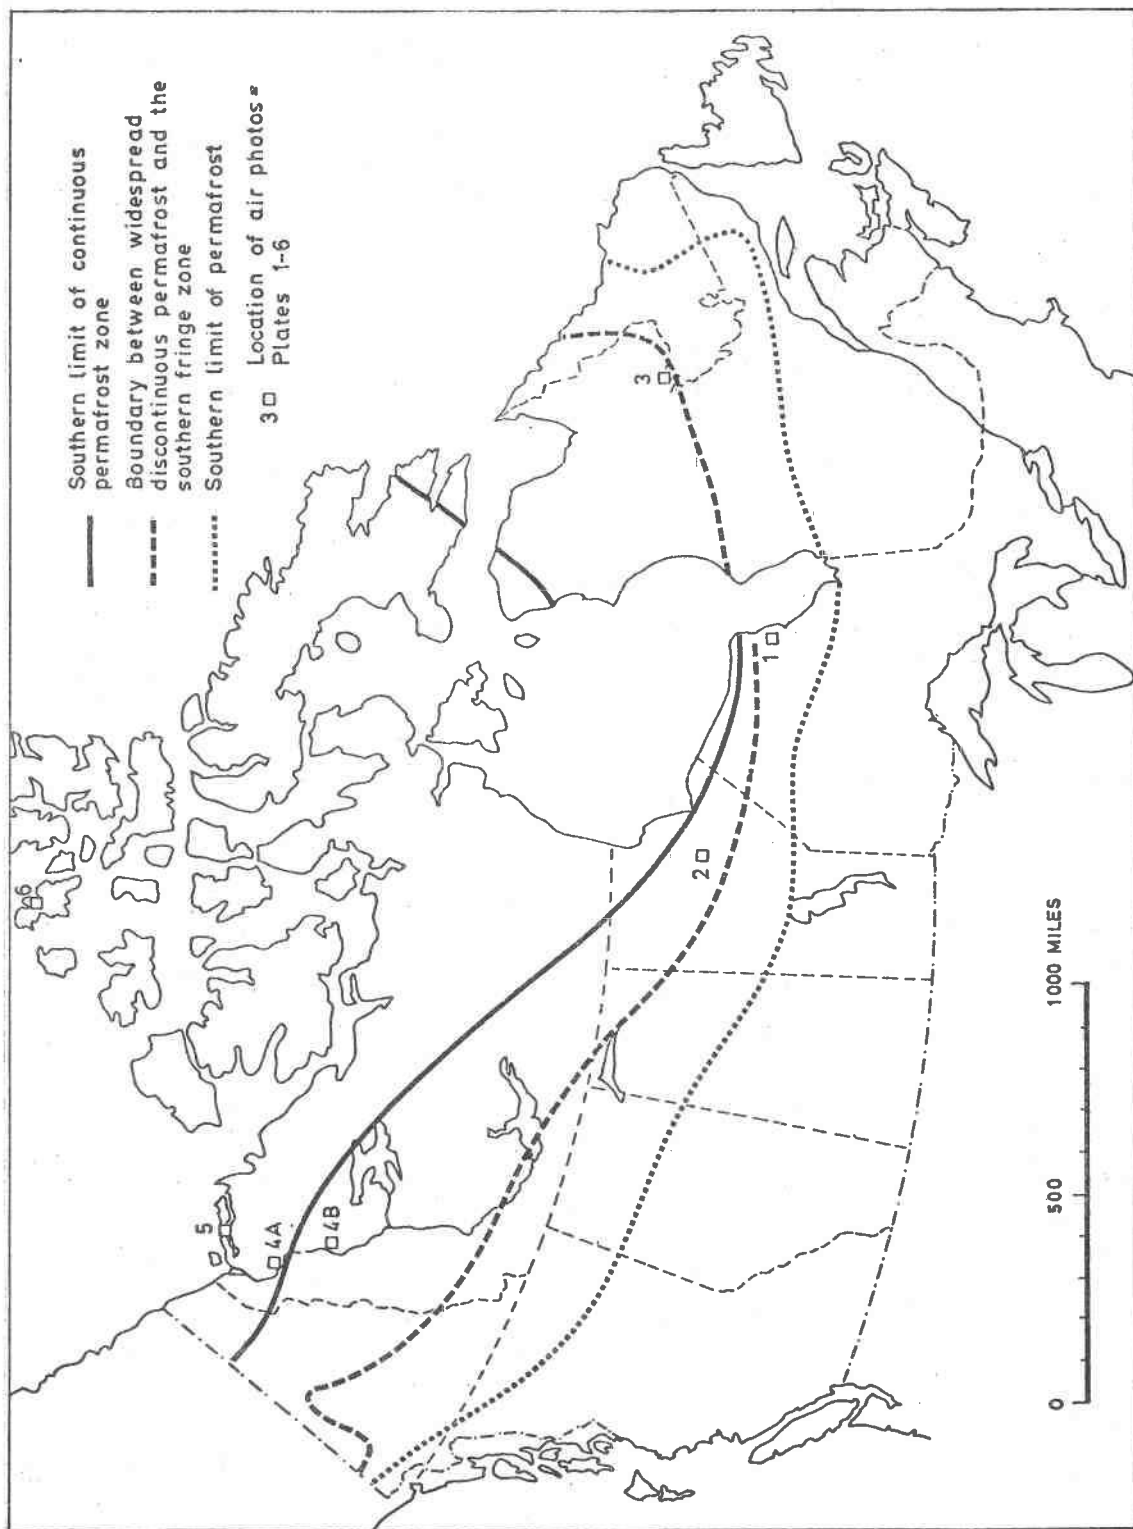 Southern limit of continuous
permafrost zone
Boundary between widespread
discontinuous permafrost and the
southern fringe zone
Southern limit of permafrost
3 Location of air photos=
Plates 1-6
6
5
4A
4B
2
1
3
0 500 1000 MILES